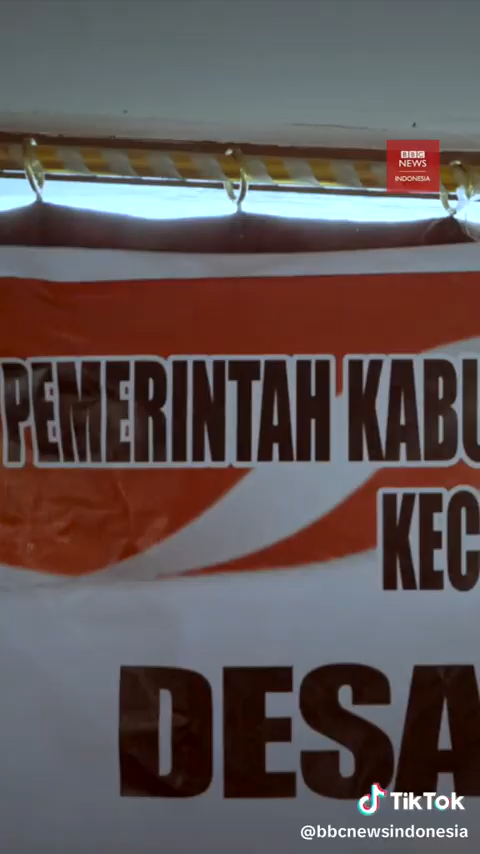 BBC
NEWS
INDONESIA
PEMERINTAH KABU
KEC
DESA
TikTok
@bbcnewsindonesia